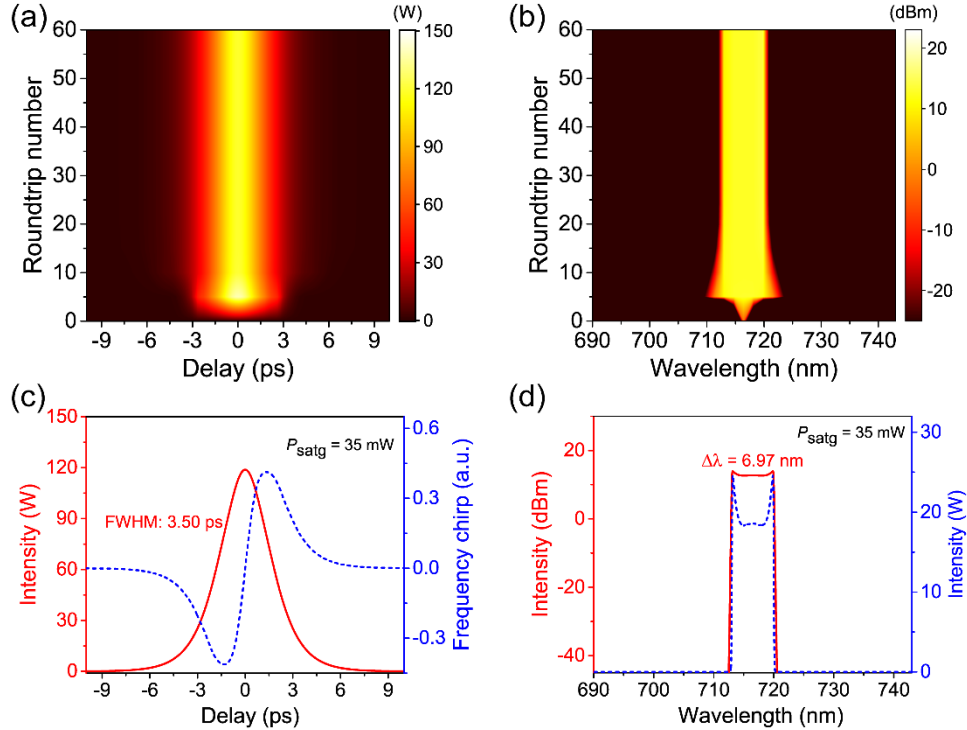 (a)
(W)
60
50
40
30
20
10
0
Roundtrip number
-9 -6 -3 0 3 6 9
Delay (ps)
150
120
90
60
30
0
(b)
(dBm)
60
50
40
30
20
10
0
Roundtrip number
690 700 710 720 730 740
Wavelength (nm)
20
10
0
-10
-20
(c)
150
120
90
60
30
0
Intensity (W)
P_satg = 35 mW
FWHM: 3.50 ps
0.6
0.3
0.0
-0.3
Frequency chirp (a.u.)
-9 -6 -3 0 3 6 9
Delay (ps)
(d)
20
0
-20
-40
Intensity (dBm)
P_satg = 35 mW
Δλ = 6.97 nm
30
20
10
0
Intensity (W)
690 700 710 720 730 740
Wavelength (nm)